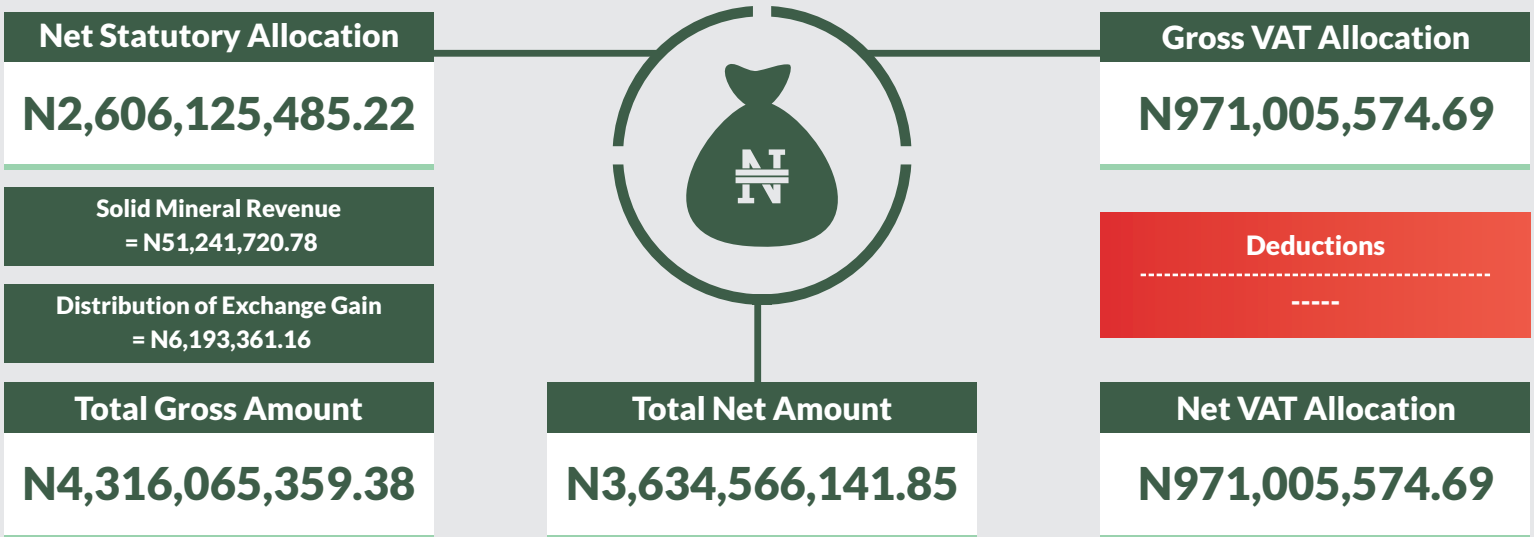 Net Statutory Allocation
N2,606,125,485.22
Solid Mineral Revenue
= N51,241,720.78
Distribution of Exchange Gain
= N6,193,361.16
Total Gross Amount
N4,316,065,359.38
₦
Total Net Amount
N3,634,566,141.85
Gross VAT Allocation
N971,005,574.69
Deductions
-----
Net VAT Allocation
N971,005,574.69